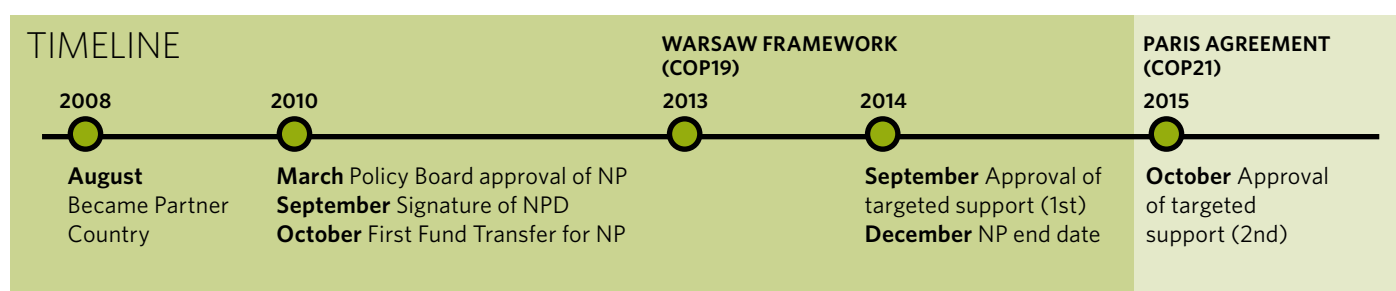 TIMELINE
WARSAW FRAMEWORK
(COP19)
PARIS AGREEMENT
(COP21)
2008
2010
2013
2014
2015
August
Became Partner
Country
March Policy Board approval of NP
September Signature of NPD
October First Fund Transfer for NP
September Approval of
targeted support (1st)
December NP end date
October Approval
of targeted
support (2nd)